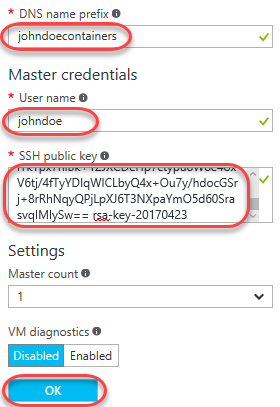 * DNS name prefix
johndoecontainers
Master credentials
* User name
johndoe
* SSH public key
V6tj/4fTyYDlqWICLbyQ4x+Ou7y/hdocGSr
j+8rRhNqyQPjLpXJ6T3NXpaYmO5d60Sra
svqIMIySw== rsa-key-20170423
Settings
Master count
1
VM diagnostics
Disabled Enabled
OK